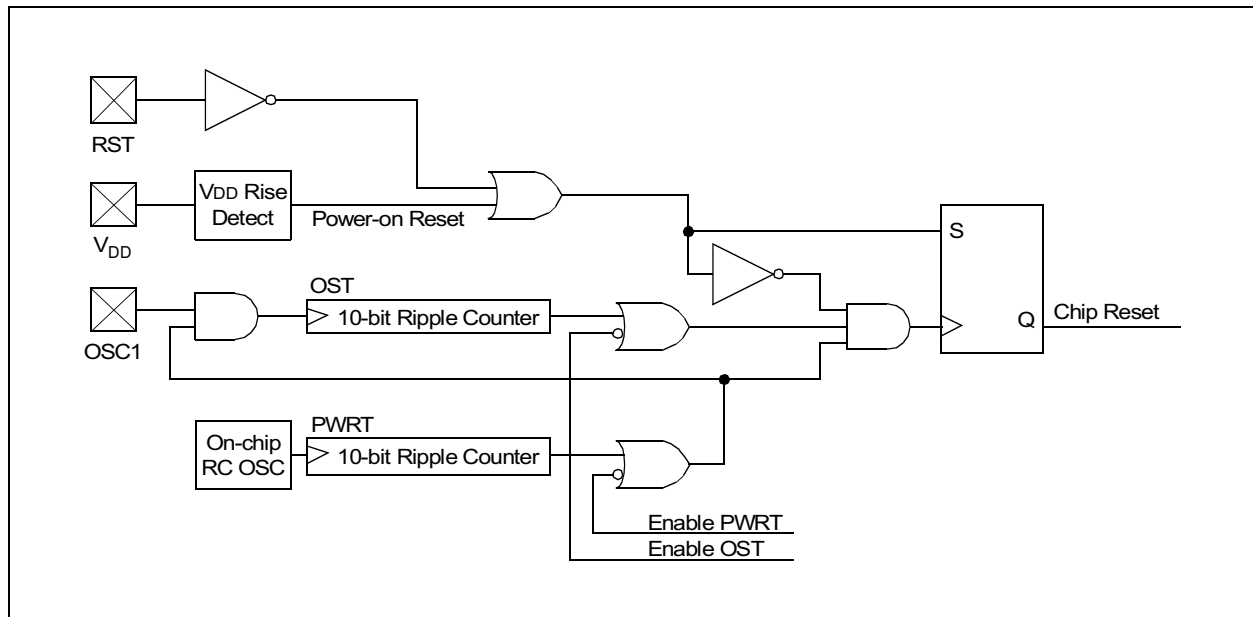 RST
VDD Rise
Detect
Power-on Reset
VDD
S
OST
10-bit Ripple Counter
OSC1
Q
Chip Reset
PWRT
On-chip
RC OSC
10-bit Ripple Counter
Enable PWRT
Enable OST